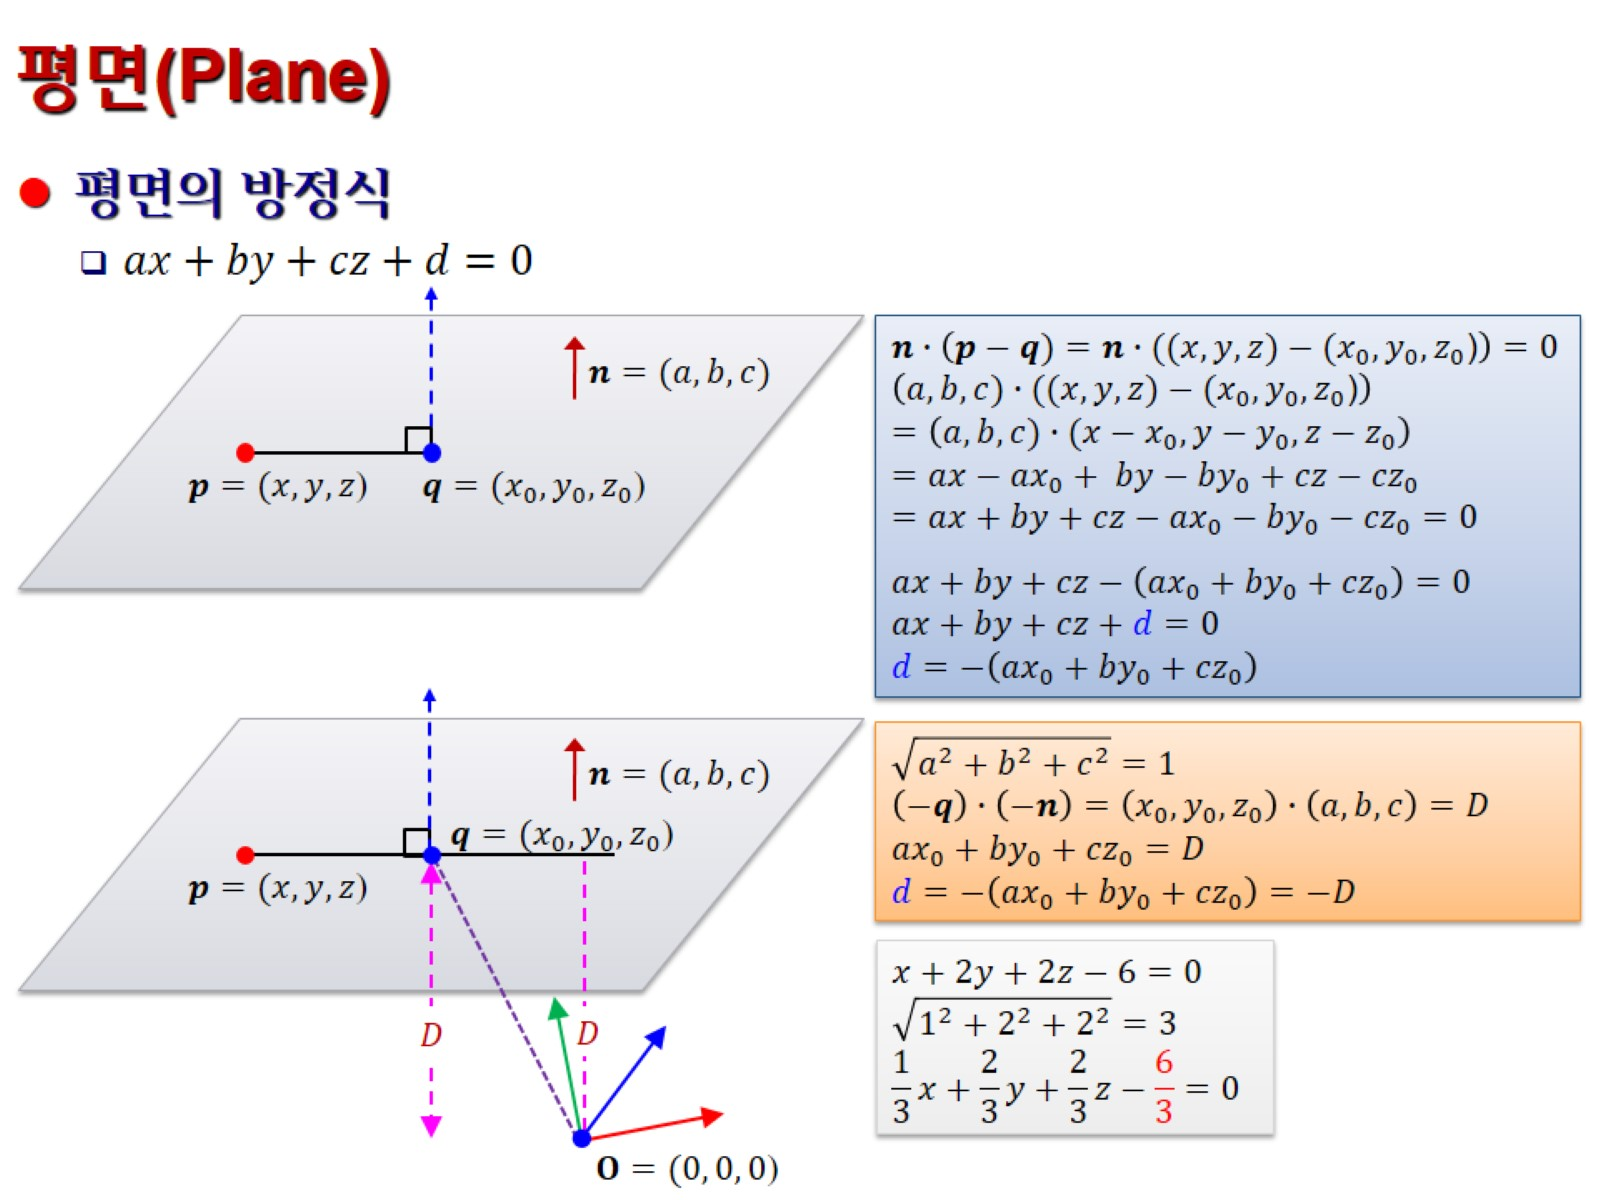 평면(Plane)
평면의 방정식
ax + by + cz + d = 0
n = (a, b, c)
p = (x, y, z)
q = (x₀, y₀, z₀)
n · (p − q) = n · ((x, y, z) − (x₀, y₀, z₀)) = 0
(a, b, c) · ((x, y, z) − (x₀, y₀, z₀))
= (a, b, c) · (x − x₀, y − y₀, z − z₀)
= ax − ax₀ + by − by₀ + cz − cz₀
= ax + by + cz − ax₀ − by₀ − cz₀ = 0
ax + by + cz − (ax₀ + by₀ + cz₀) = 0
ax + by + cz + d = 0
d = −(ax₀ + by₀ + cz₀)
n = (a, b, c)
q = (x₀, y₀, z₀)
p = (x, y, z)
D
D
O = (0, 0, 0)
√(a² + b² + c²) = 1
(−q) · (−n) = (x₀, y₀, z₀) · (a, b, c) = D
ax₀ + by₀ + cz₀ = D
d = −(ax₀ + by₀ + cz₀) = −D
x + 2y + 2z − 6 = 0
√(1² + 2² + 2²) = 3
1/3 x + 2/3 y + 2/3 z − 6/3 = 0